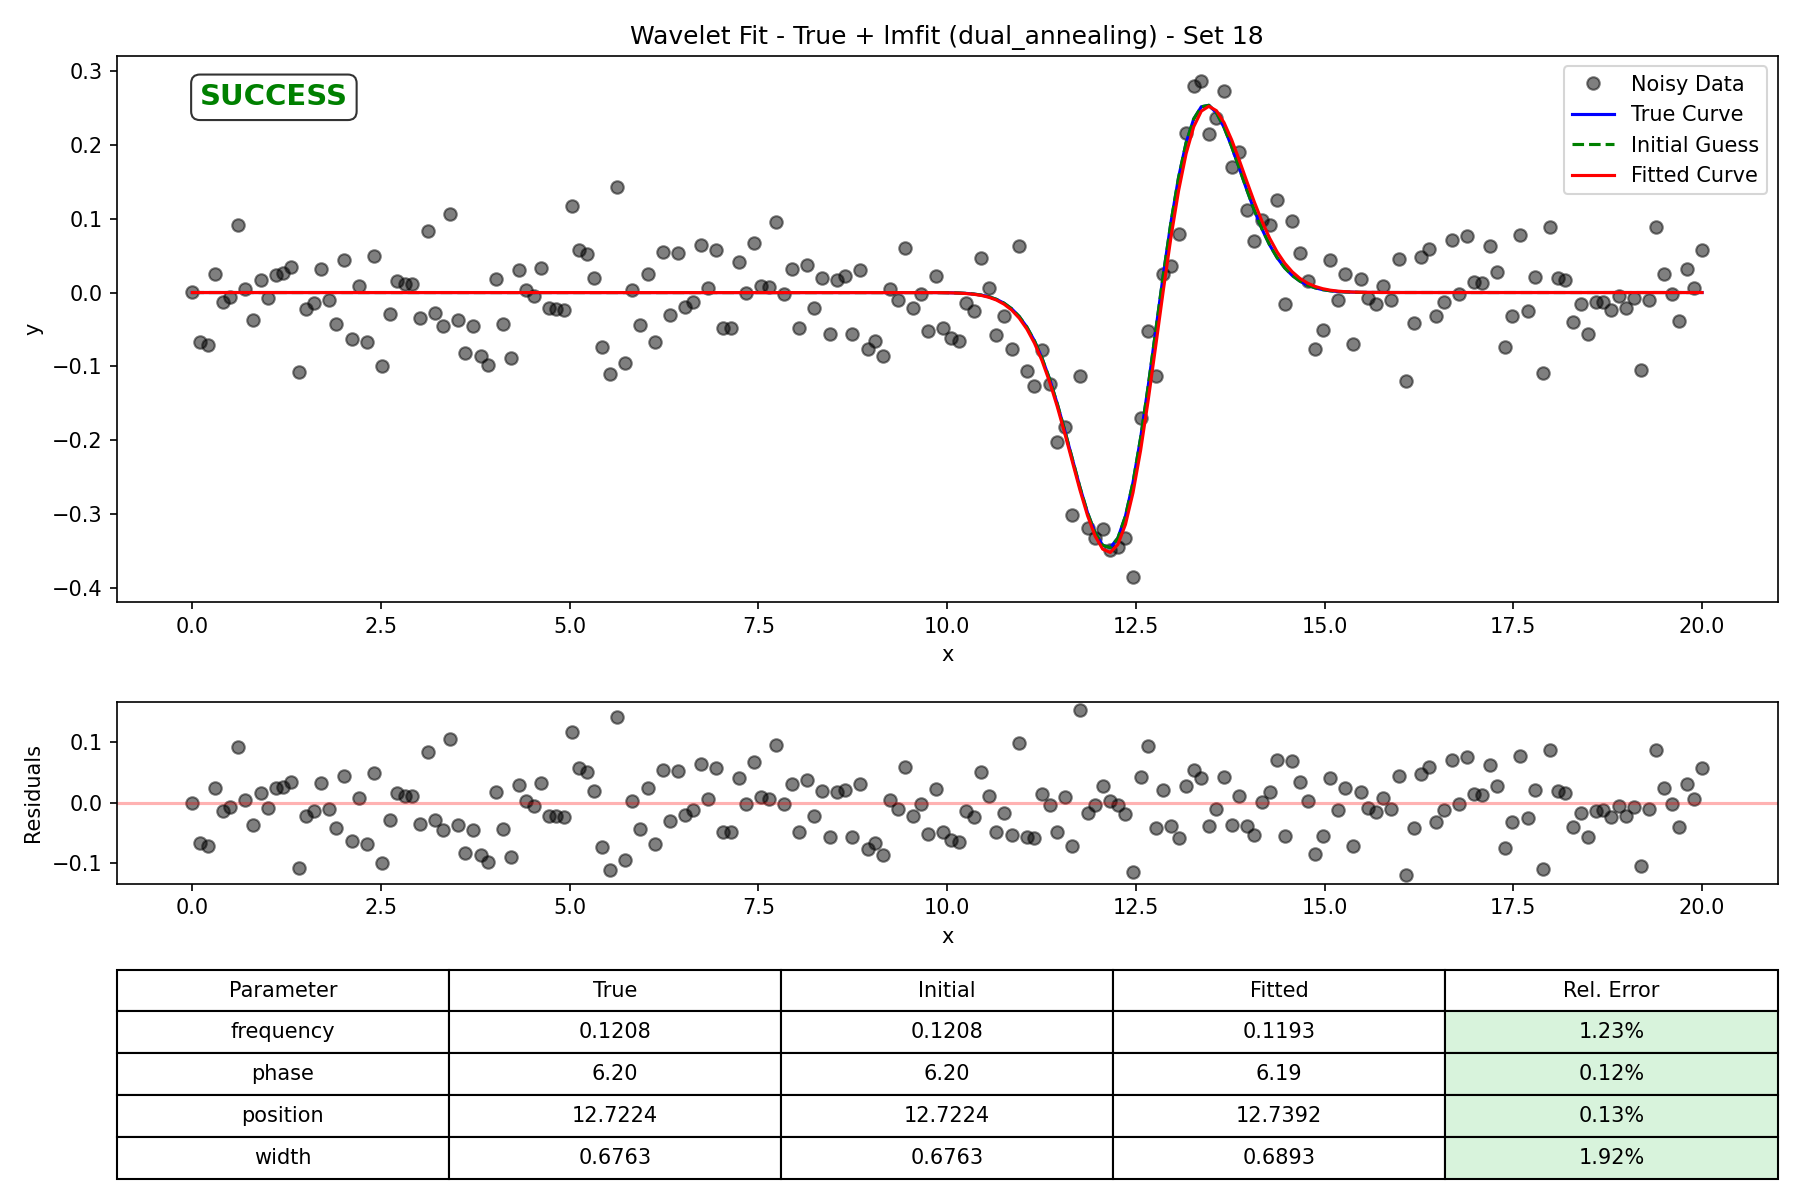 Wavelet Fit - True + lmfit (dual_annealing) - Set 18
SUCCESS
Noisy Data
True Curve
Initial Guess
Fitted Curve
y
0.3
0.2
0.1
0.0
−0.1
−0.2
−0.3
−0.4
0.0 2.5 5.0 7.5 10.0 12.5 15.0 17.5 20.0
x
Residuals
0.1
0.0
−0.1
0.0 2.5 5.0 7.5 10.0 12.5 15.0 17.5 20.0
x
Parameter True Initial Fitted Rel. Error
frequency 0.1208 0.1208 0.1193 1.23%
phase 6.20 6.20 6.19 0.12%
position 12.7224 12.7224 12.7392 0.13%
width 0.6763 0.6763 0.6893 1.92%